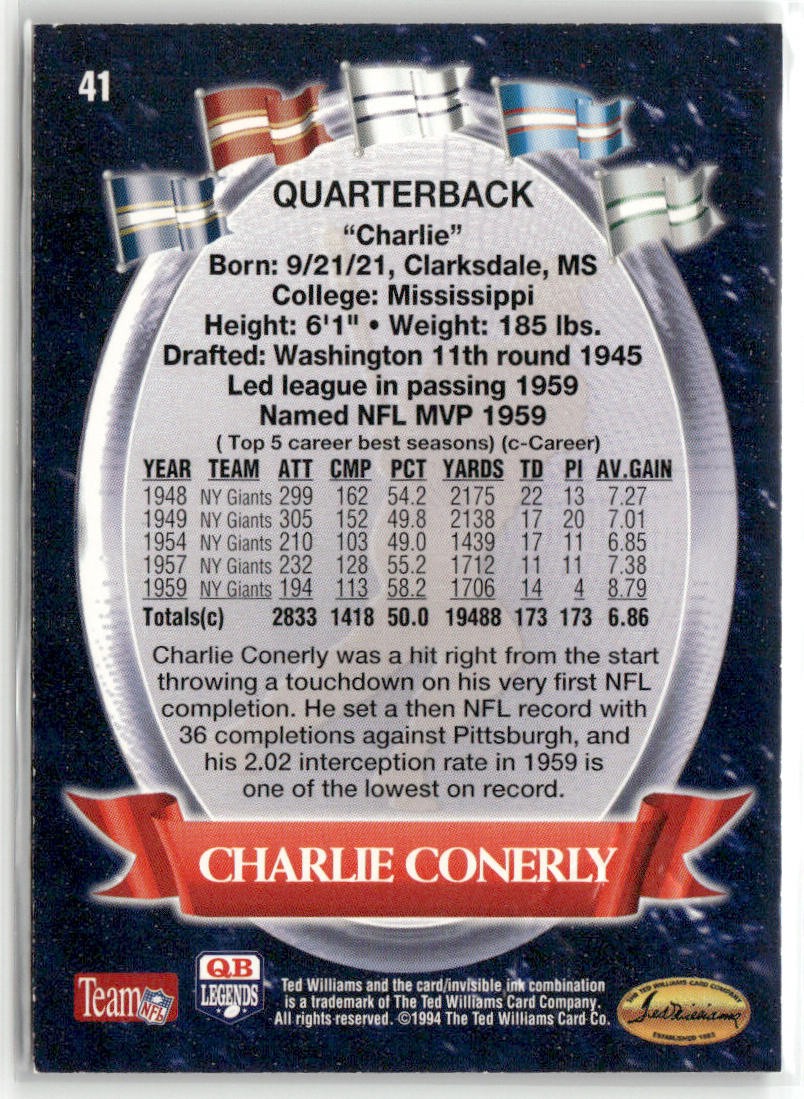 41
QUARTERBACK
“Charlie”
Born: 9/21/21, Clarksdale, MS
College: Mississippi
Height: 6'1" • Weight: 185 lbs.
Drafted: Washington 11th round 1945
Led league in passing 1959
Named NFL MVP 1959
( Top 5 career best seasons) (c-Career)
YEAR TEAM ATT CMP PCT YARDS TD PI AV.GAIN
1948 NY Giants 299 162 54.2 2175 22 13 7.27
1949 NY Giants 305 152 49.8 2138 17 20 7.01
1954 NY Giants 210 103 49.0 1439 17 11 6.85
1957 NY Giants 232 128 55.2 1712 11 11 7.38
1959 NY Giants 194 113 58.2 1706 14 4 8.79
Totals(c) 2833 1418 50.0 19488 173 173 6.86
Charlie Conerly was a hit right from the start
throwing a touchdown on his very first NFL
completion. He set a then NFL record with
36 completions against Pittsburgh, and
his 2.02 interception rate in 1959 is
one of the lowest on record.
CHARLIE CONERLY
Team NFL
QB
LEGENDS
Ted Williams and the card/invisible ink combination
is a trademark of The Ted Williams Card Company.
All rights reserved. ©1994 The Ted Williams Card Co.
THE TED WILLIAMS CARD COMPANY
Ted Williams
ESTABLISHED 1993